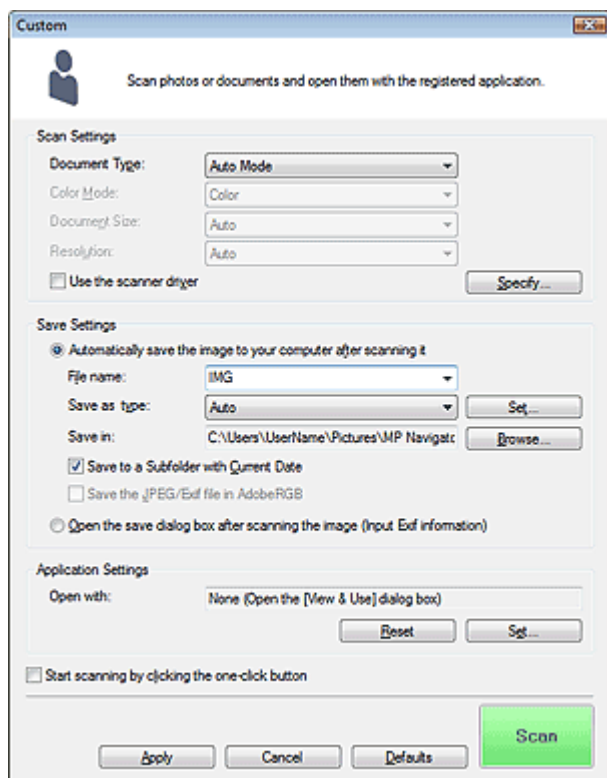 Custom
Scan photos or documents and open them with the registered application.
Scan Settings
Document Type: Auto Mode
Color Mode: Color
Document Size: Auto
Resolution: Auto
Use the scanner driver Specify...
Save Settings
Automatically save the image to your computer after scanning it
File name: IMG
Save as type: Auto Set...
Save in: C:\Users\UserName\Pictures\MP Navigato Browse...
Save to a Subfolder with Current Date
Save the JPEG/Exif file in AdobeRGB
Open the save dialog box after scanning the image (Input Exif information)
Application Settings
Open with: None (Open the [View & Use] dialog box)
Reset Set...
Start scanning by clicking the one-click button
Scan
Apply Cancel Defaults